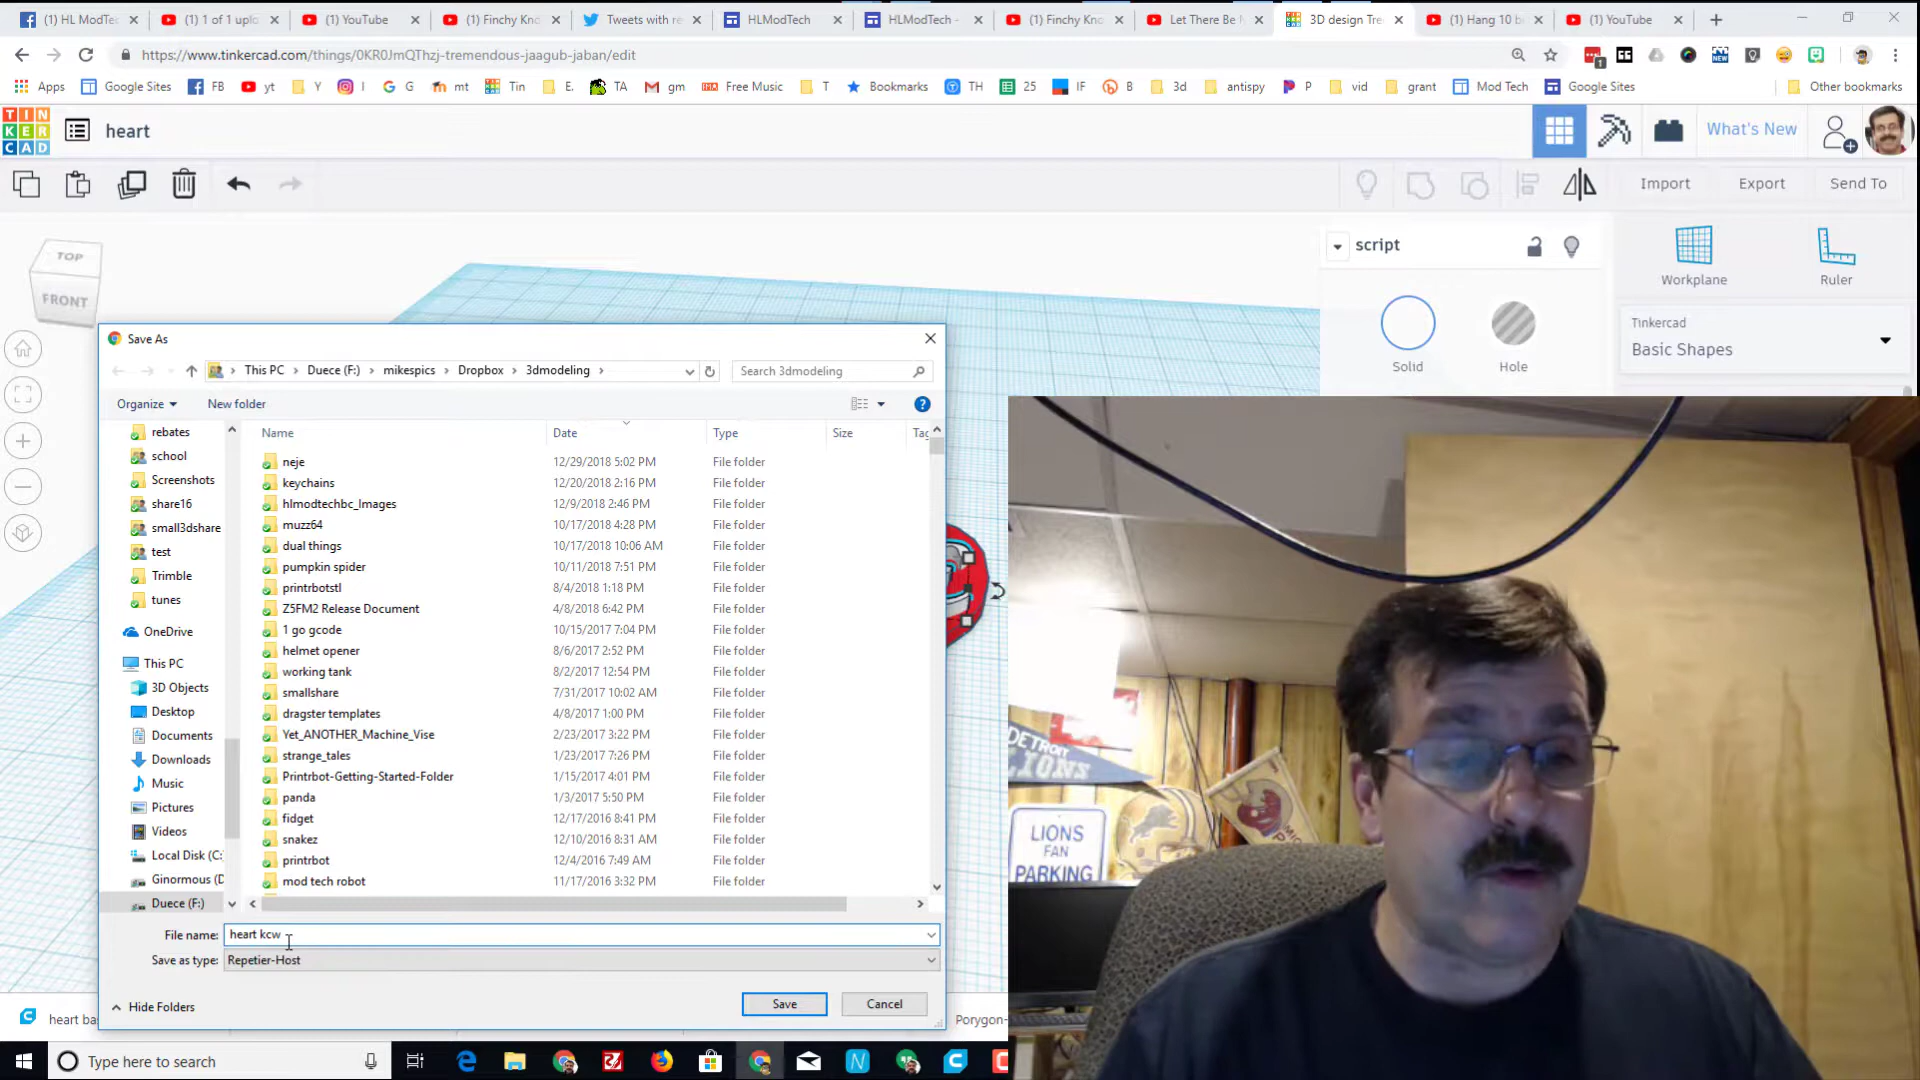 (1) HL ModTec
(1) 1 of 1 uplo
(1) YouTube
(1) Finchy Kno
Tweets with re
HLModTech
HLModTech -
(1) Finchy Kno
Let There Be
3D design Tre
(1) Hang 10 b
(1) YouTube
https://www.tinkercad.com/things/0KR0JmQThzj-tremendous-jaagub-jaban/edit
Apps
Google Sites
FB
yt
Y
I
G
mt
Tin
E.
TA
gm
Free Music
T
Bookmarks
TH
25
IF
B
3d
antispy
P
vid
grant
Mod Tech
Google Sites
Other bookmarks
TIN
KER
CAD
heart
What's New
Import
Export
Send To
TOP
FRONT
script
Solid
Hole
Workplane
Ruler
Tinkercad
Basic Shapes
Save As
This PC > Duece (F:) > mikespics > Dropbox > 3dmodeling >
Search 3dmodeling
Organize
New folder
rebates
school
Screenshots
share16
small3dshare
test
Trimble
tunes
OneDrive
This PC
3D Objects
Desktop
Documents
Downloads
Music
Pictures
Videos
Local Disk (C:
Ginormous (D
Duece (F:)
Name Date Type Size Tag
neje 12/29/2018 5:02 PM File folder
keychains 12/20/2018 2:16 PM File folder
hlmodtechbc_Images 12/9/2018 2:46 PM File folder
muzz64 10/17/2018 4:28 PM File folder
dual things 10/17/2018 10:06 AM File folder
pumpkin spider 10/11/2018 7:51 PM File folder
printrbotstl 8/4/2018 1:18 PM File folder
Z5FM2 Release Document 4/8/2018 6:42 PM File folder
1 go gcode 10/15/2017 7:04 PM File folder
helmet opener 8/6/2017 2:52 PM File folder
working tank 8/2/2017 12:54 PM File folder
smallshare 7/31/2017 10:02 AM File folder
dragster templates 4/8/2017 1:00 PM File folder
Yet_ANOTHER_Machine_Vise 2/23/2017 3:22 PM File folder
strange_tales 1/23/2017 7:26 PM File folder
Printrbot-Getting-Started-Folder 1/15/2017 4:01 PM File folder
panda 1/3/2017 5:50 PM File folder
fidget 12/17/2016 8:41 PM File folder
snakez 12/10/2016 8:31 AM File folder
printrbot 12/4/2016 7:49 AM File folder
mod tech robot 11/17/2016 3:32 PM File folder
File name: heart kcw
Save as type: Repetier-Host
Hide Folders
Save
Cancel
heart ba
Porygon-
DETROIT
LIONS
LIONS
FAN
PARKING
Type here to search